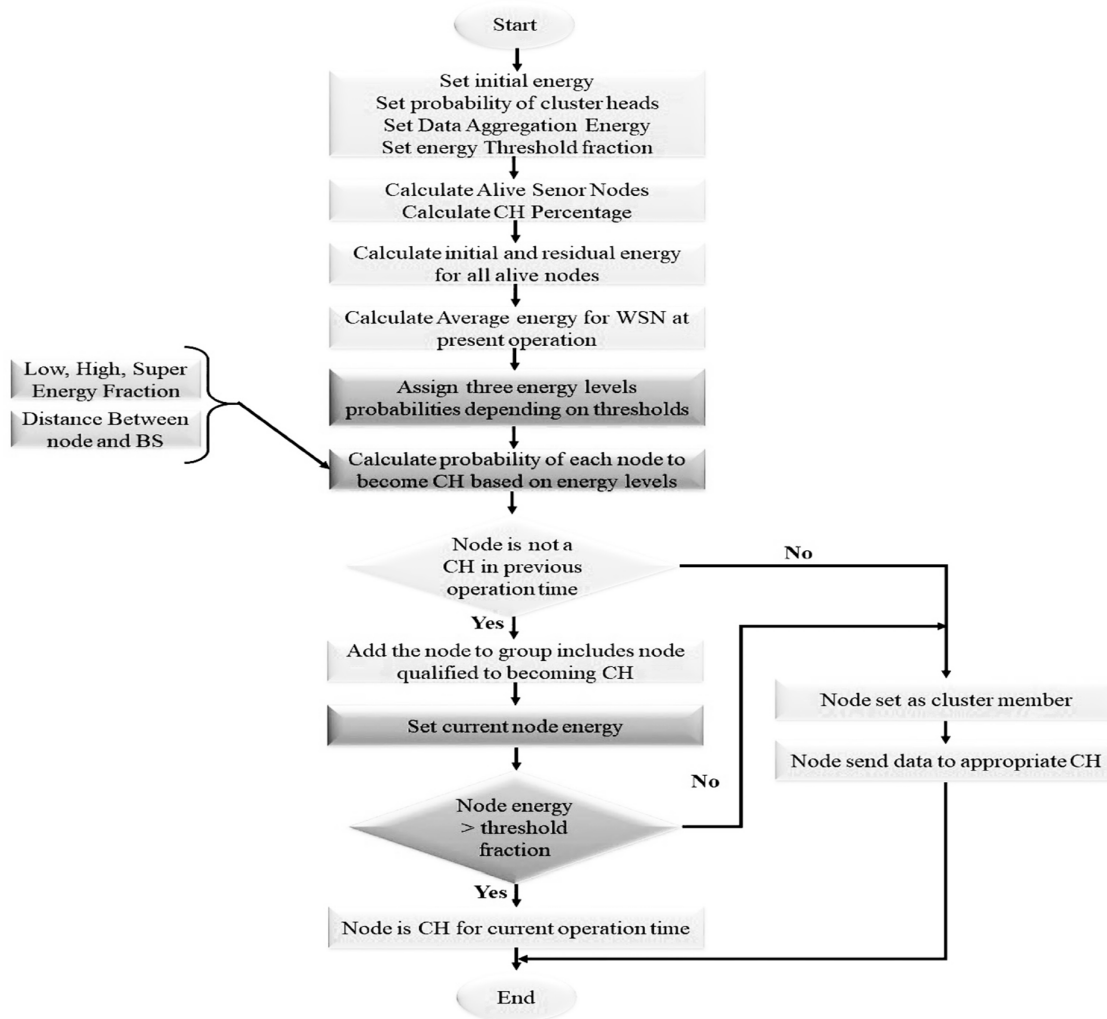 Start
Set initial energy
Set probability of cluster heads
Set Data Aggregation Energy
Set energy Threshold fraction
Calculate Alive Senor Nodes
Calculate CH Percentage
Calculate initial and residual energy
for all alive nodes
Calculate Average energy for WSN at
present operation
Low, High, Super
Energy Fraction
Distance Between
node and BS
Assign three energy levels
probabilities depending on thresholds
Calculate probability of each node to
become CH based on energy levels
Node is not a
CH in previous
operation time
No
Yes
Add the node to group includes node
qualified to becoming CH
Set current node energy
Node set as cluster member
Node send data to appropriate CH
No
Node energy
> threshold
fraction
Yes
Node is CH for current operation time
End